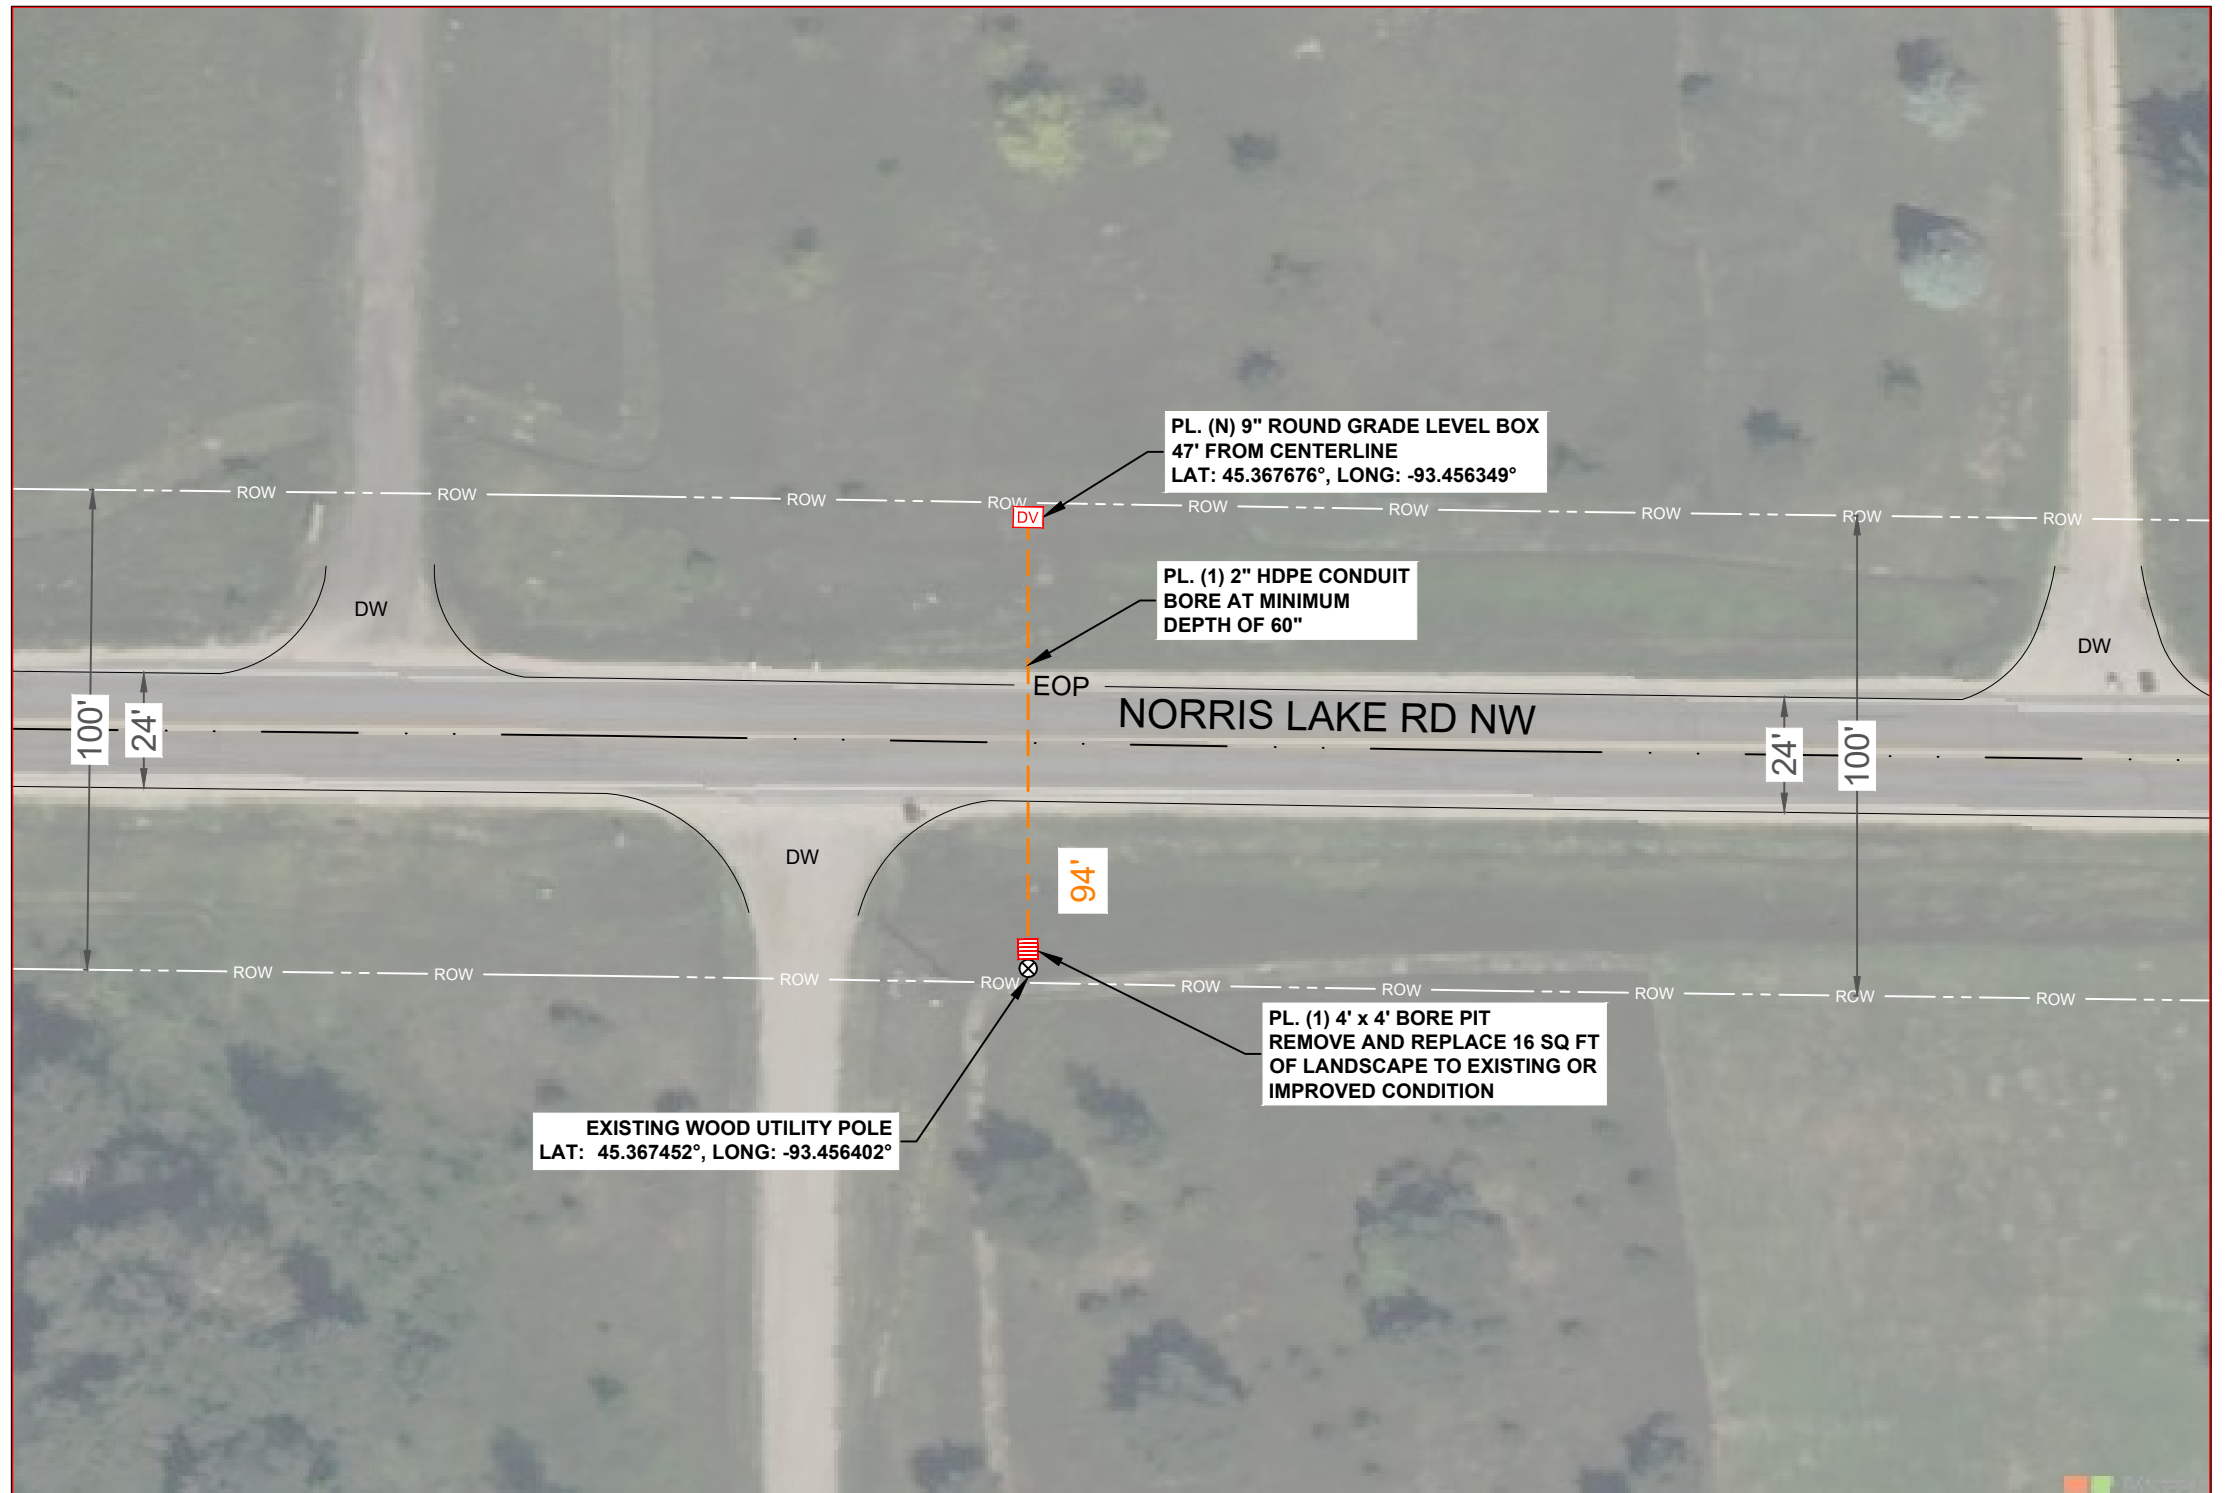 PL. (N) 9" ROUND GRADE LEVEL BOX
47' FROM CENTERLINE
LAT: 45.367676°, LONG: -93.456349°
ROW
ROW
ROW
ROW
ROW
ROW
ROW
ROW
ROW
DV
PL. (1) 2" HDPE CONDUIT
BORE AT MINIMUM
DEPTH OF 60"
DW
DW
EOP
NORRIS LAKE RD NW
100'
24'
24'
100'
DW
94'
ROW
ROW
ROW
ROW
ROW
ROW
ROW
ROW
ROW
PL. (1) 4' x 4' BORE PIT
REMOVE AND REPLACE 16 SQ FT
OF LANDSCAPE TO EXISTING OR
IMPROVED CONDITION
EXISTING WOOD UTILITY POLE
LAT: 45.367452°, LONG: -93.456402°